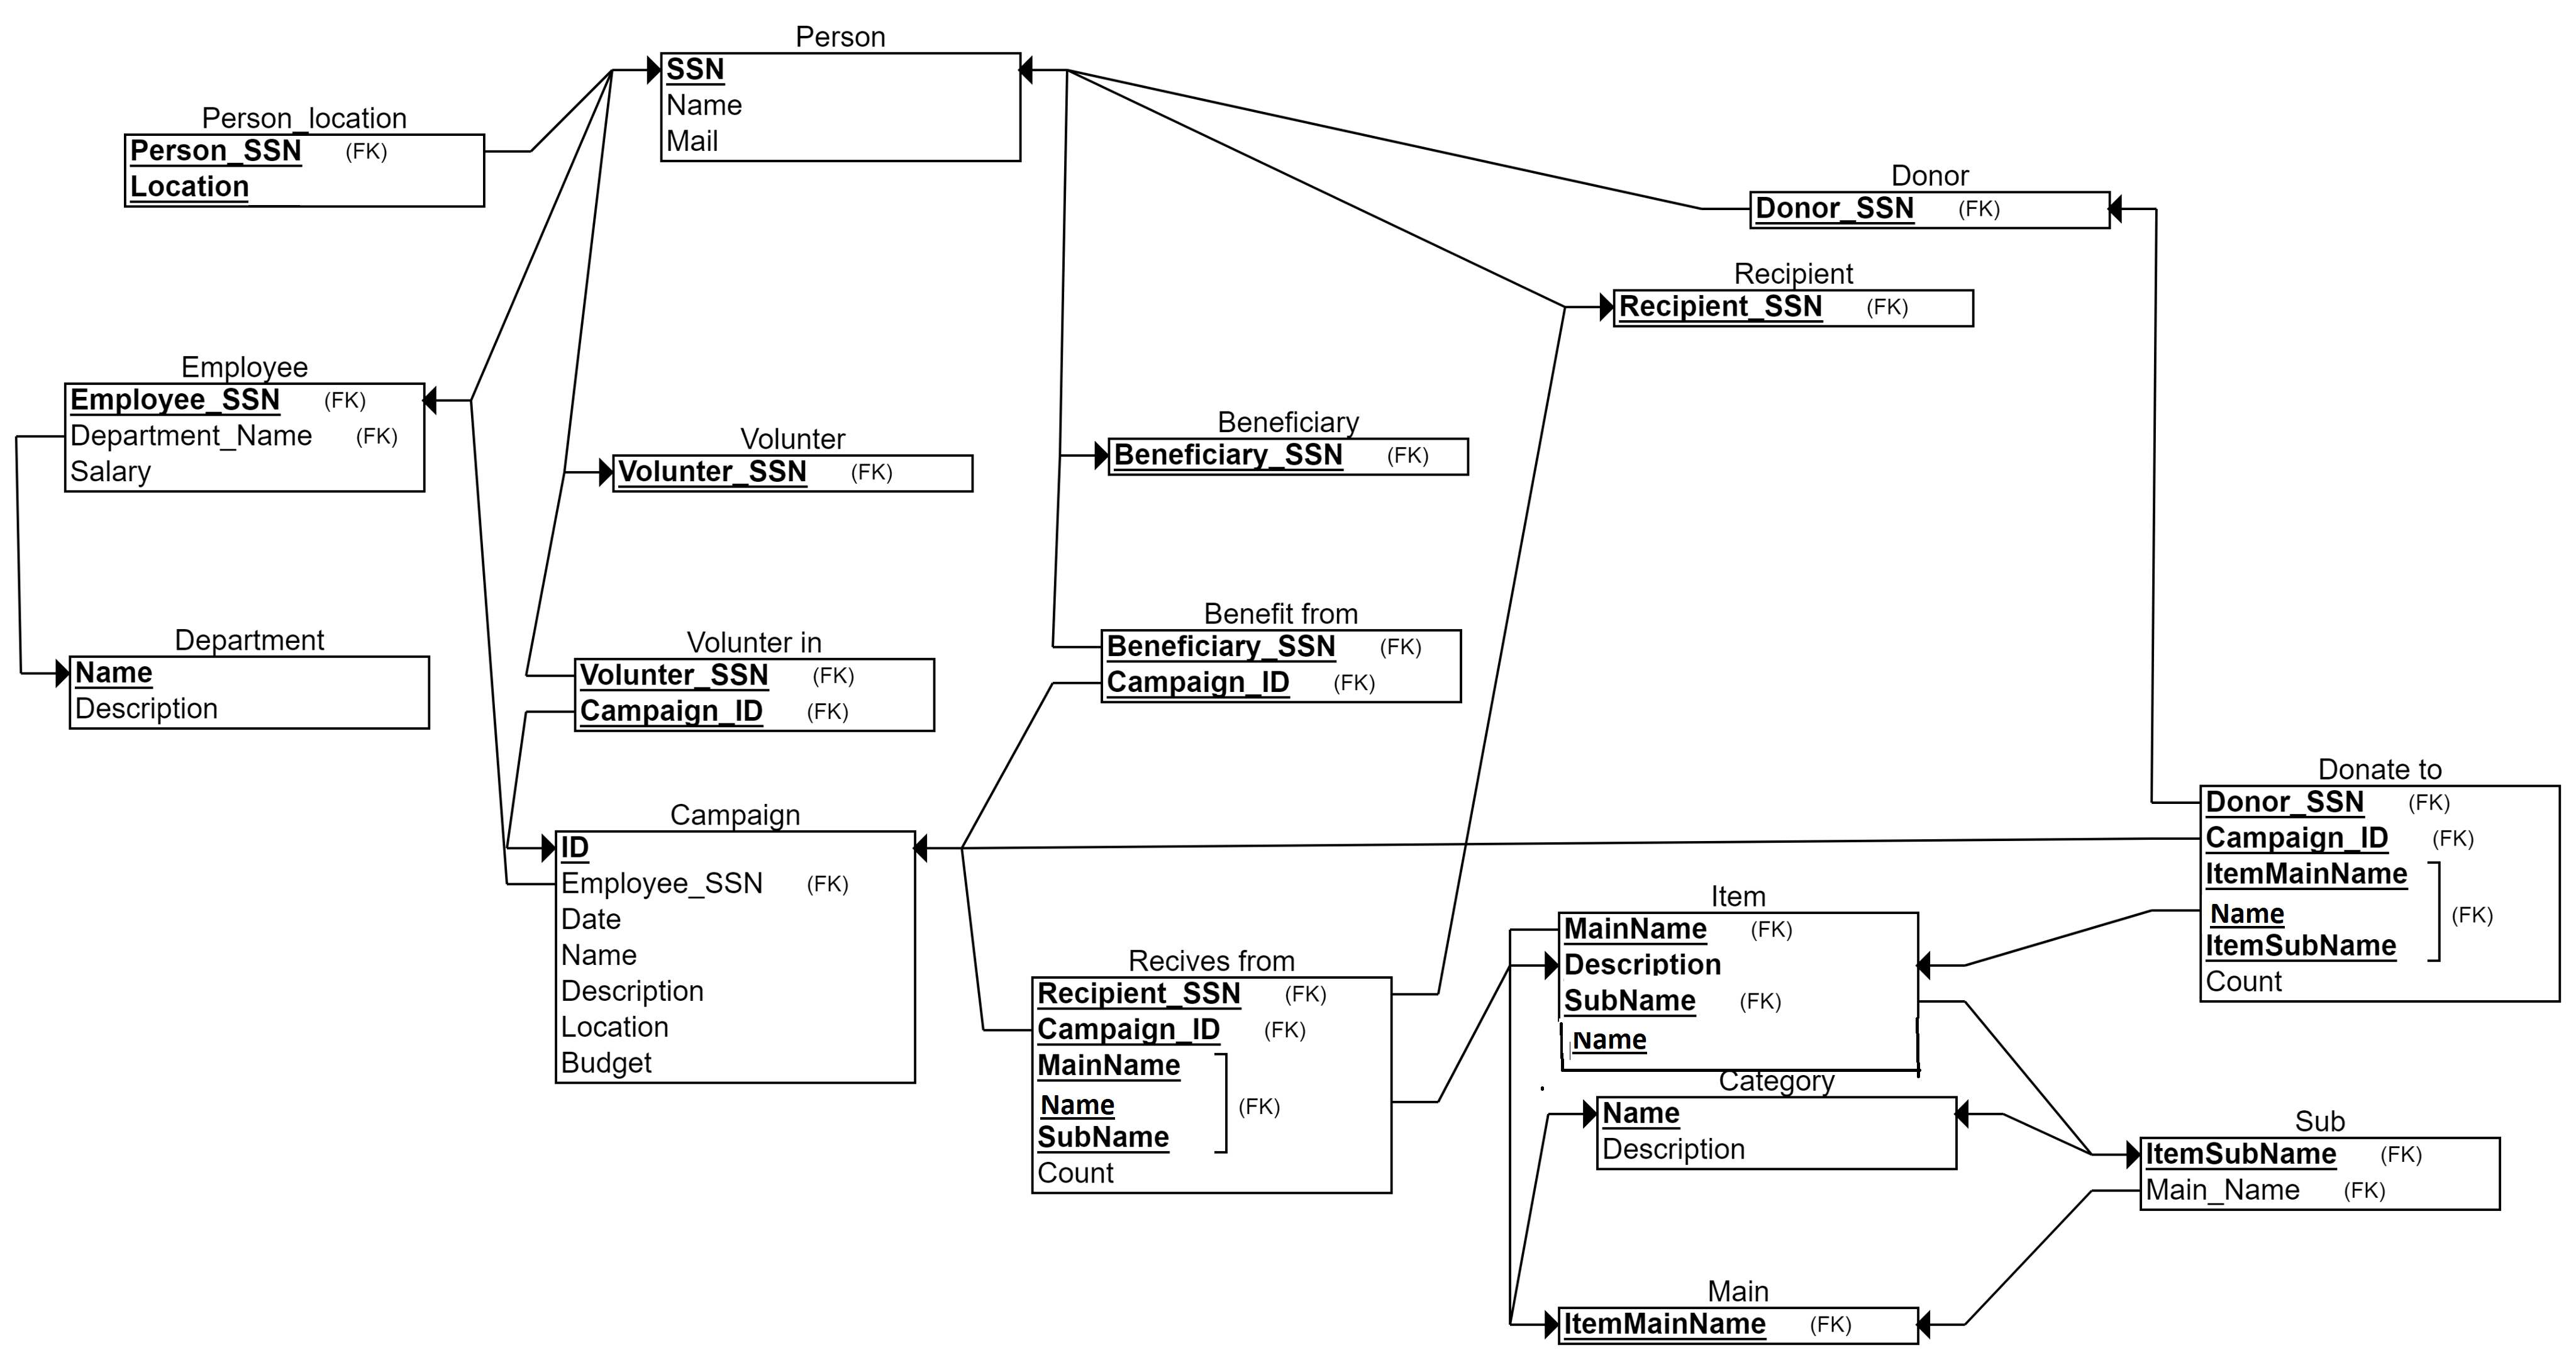 Person
SSN
Name
Mail
Person_location
Person_SSN (FK)
Location
Donor
Donor_SSN (FK)
Recipient
Recipient_SSN (FK)
Employee
Employee_SSN (FK)
Department_Name (FK)
Salary
Volunter
Volunter_SSN (FK)
Beneficiary
Beneficiary_SSN (FK)
Department
Name
Description
Volunter in
Volunter_SSN (FK)
Campaign_ID (FK)
Benefit from
Beneficiary_SSN (FK)
Campaign_ID (FK)
Campaign
ID
Employee_SSN (FK)
Date
Name
Description
Location
Budget
Donate to
Donor_SSN (FK)
Campaign_ID (FK)
ItemMainName
Name (FK)
ItemSubName
Count
Recives from
Recipient_SSN (FK)
Campaign_ID (FK)
MainName
Name (FK)
SubName
Count
Item
MainName (FK)
Description
SubName (FK)
Name
Category
Name
Description
Sub
ItemSubName (FK)
Main_Name (FK)
Main
ItemMainName (FK)